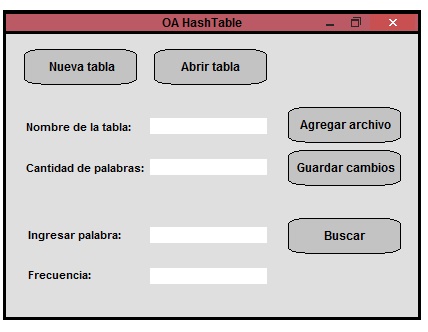 OA HashTable
Nueva tabla Abrir tabla
Nombre de la tabla: Agregar archivo
Cantidad de palabras: Guardar cambios
Ingresar palabra: Buscar
Frecuencia: